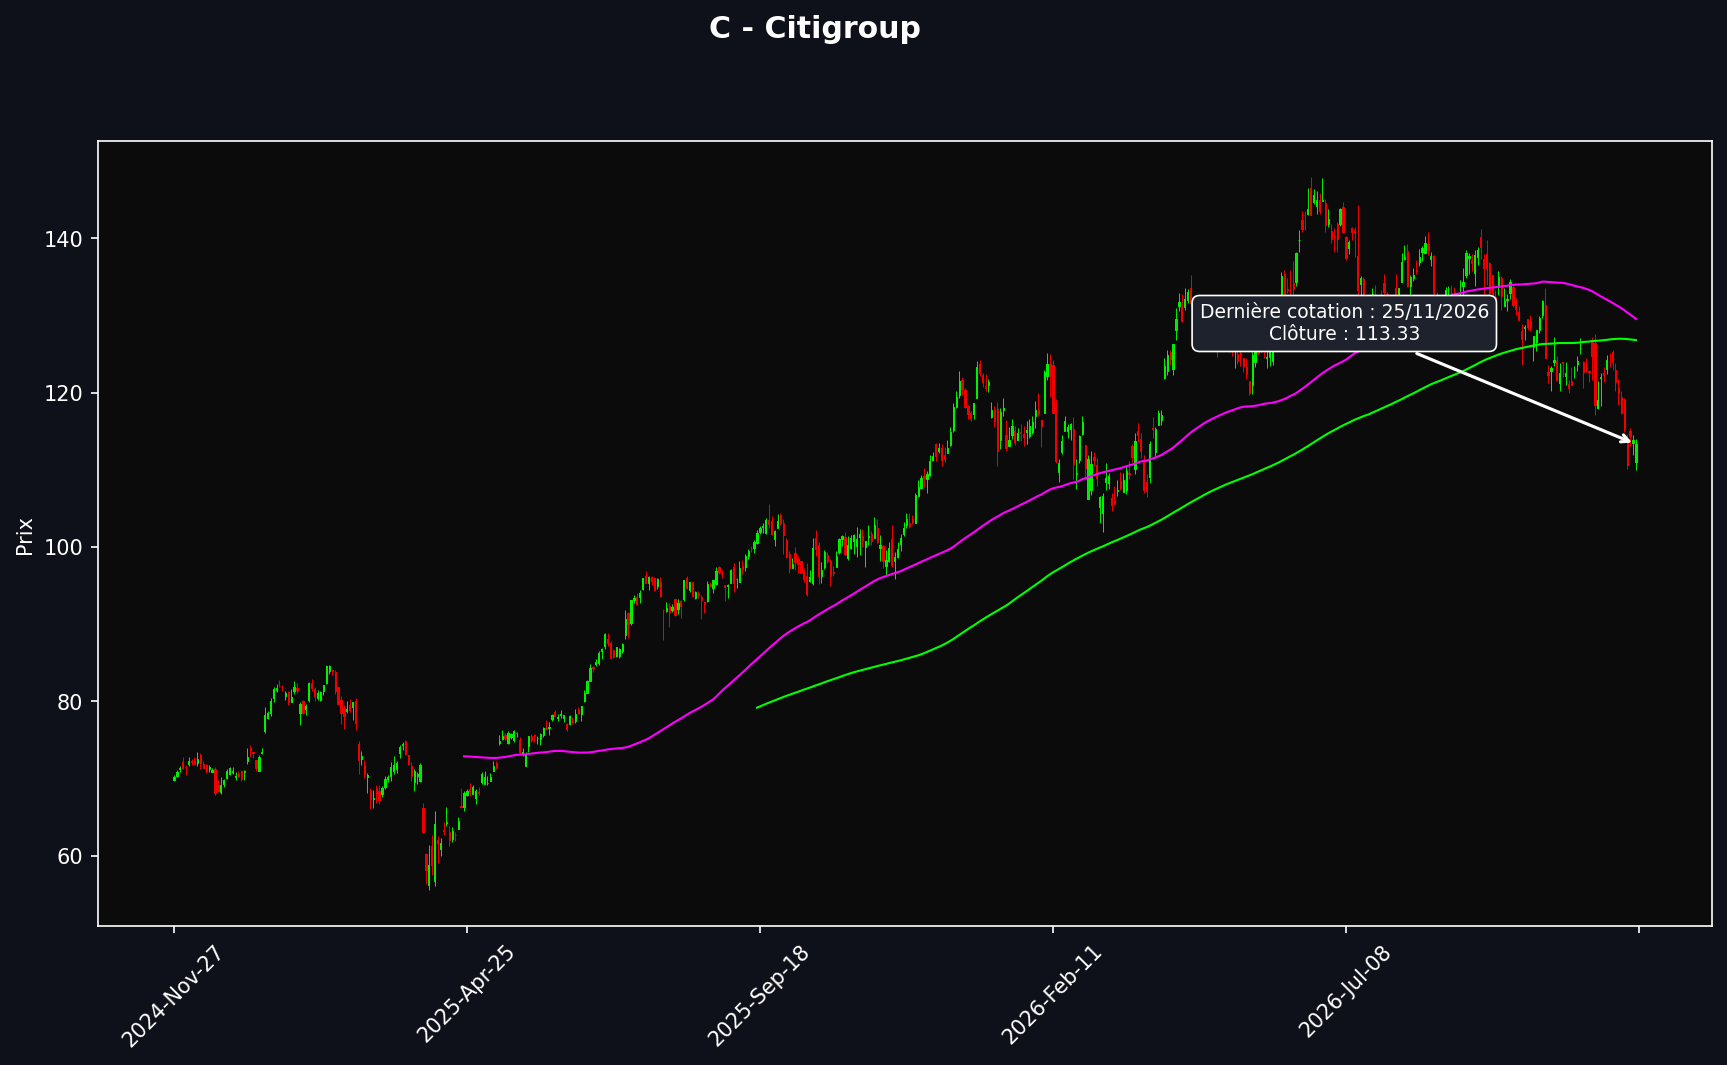 C - Citigroup
140
120
100
80
60
Prix
Dernière cotation : 25/11/2026
Clôture : 113.33
2024-Nov-27
2025-Apr-25
2025-Sep-18
2026-Feb-11
2026-Jul-08